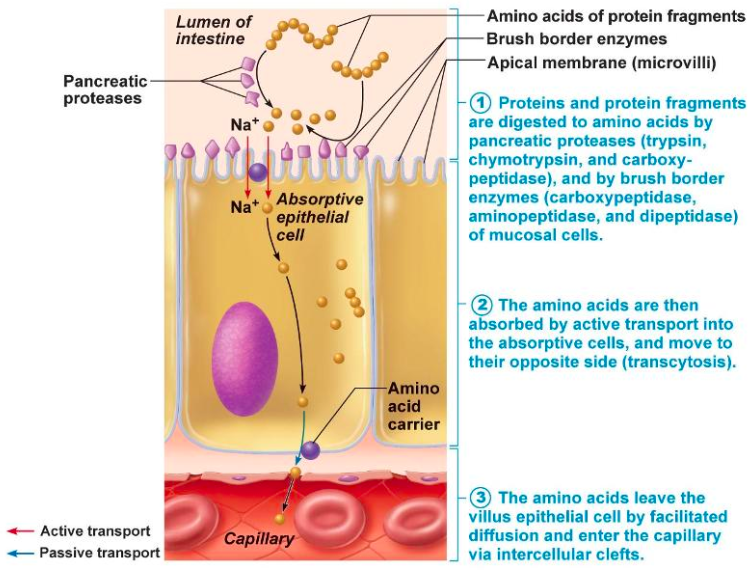 Lumen of
intestine
Amino acids of protein fragments
Brush border enzymes
Apical membrane (microvilli)
Pancreatic
proteases
Na+
Na+
Absorptive
epithelial
cell
1 Proteins and protein fragments
are digested to amino acids by
pancreatic proteases (trypsin,
chymotrypsin, and carboxy-
peptidase), and by brush border
enzymes (carboxypeptidase,
aminopeptidase, and dipeptidase)
of mucosal cells.
2 The amino acids are then
absorbed by active transport into
the absorptive cells, and move to
their opposite side (transcytosis).
Amino
acid
carrier
3 The amino acids leave the
villus epithelial cell by facilitated
diffusion and enter the capillary
via intercellular clefts.
Active transport
Passive transport
Capillary